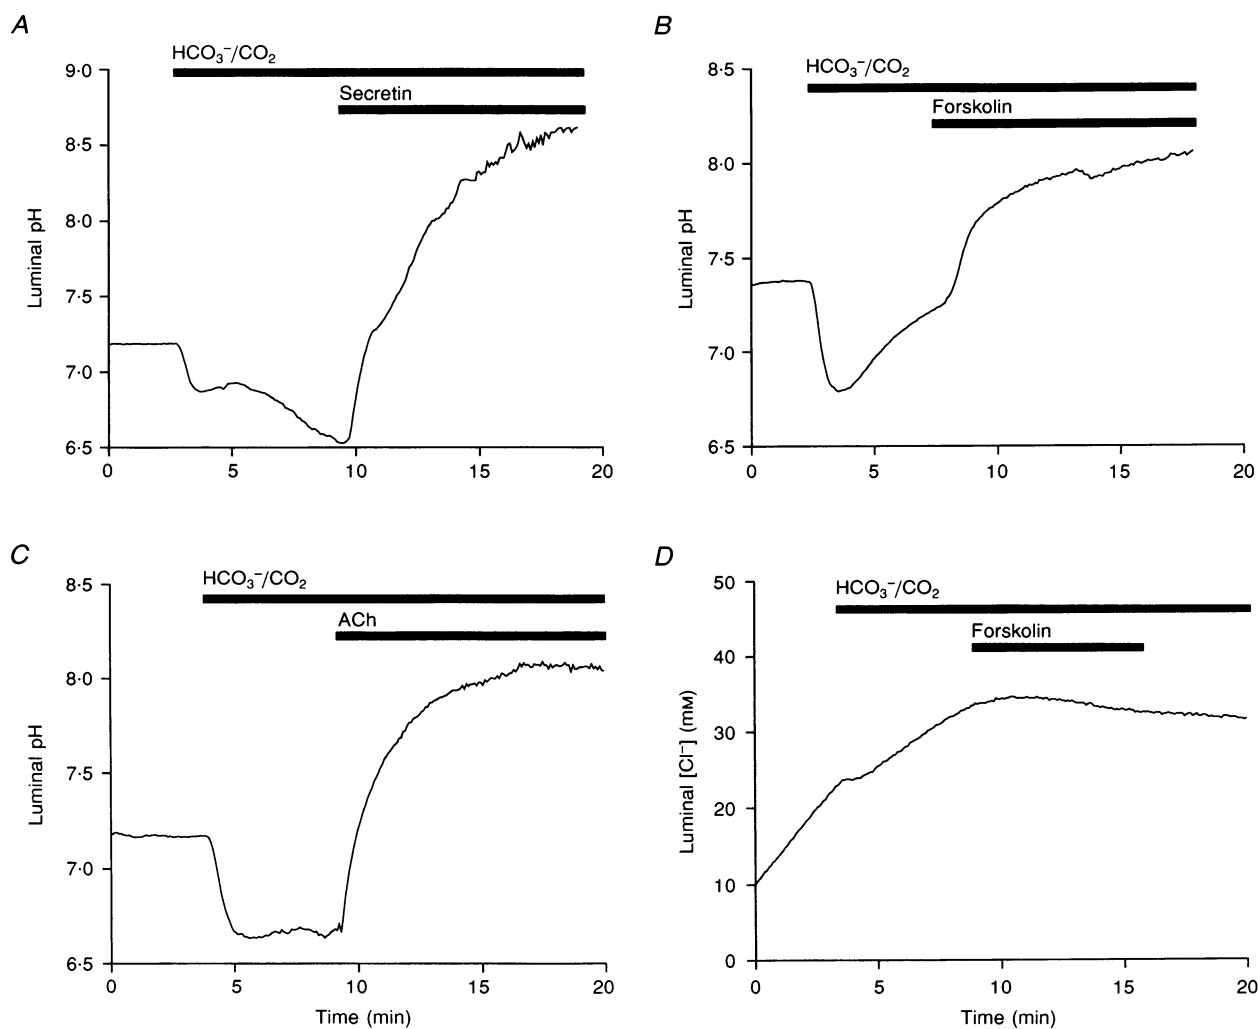 A
HCO₃⁻/CO₂
Secretin
Luminal pH
9·0
8·5
8·0
7·5
7·0
6·5
0 5 10 15 20
B
HCO₃⁻/CO₂
Forskolin
Luminal pH
8·5
8·0
7·5
7·0
6·5
0 5 10 15 20
C
HCO₃⁻/CO₂
ACh
Luminal pH
8·5
8·0
7·5
7·0
6·5
0 5 10 15 20
Time (min)
D
HCO₃⁻/CO₂
Forskolin
Luminal [Cl⁻] (mM)
50
40
30
20
10
0
0 5 10 15 20
Time (min)